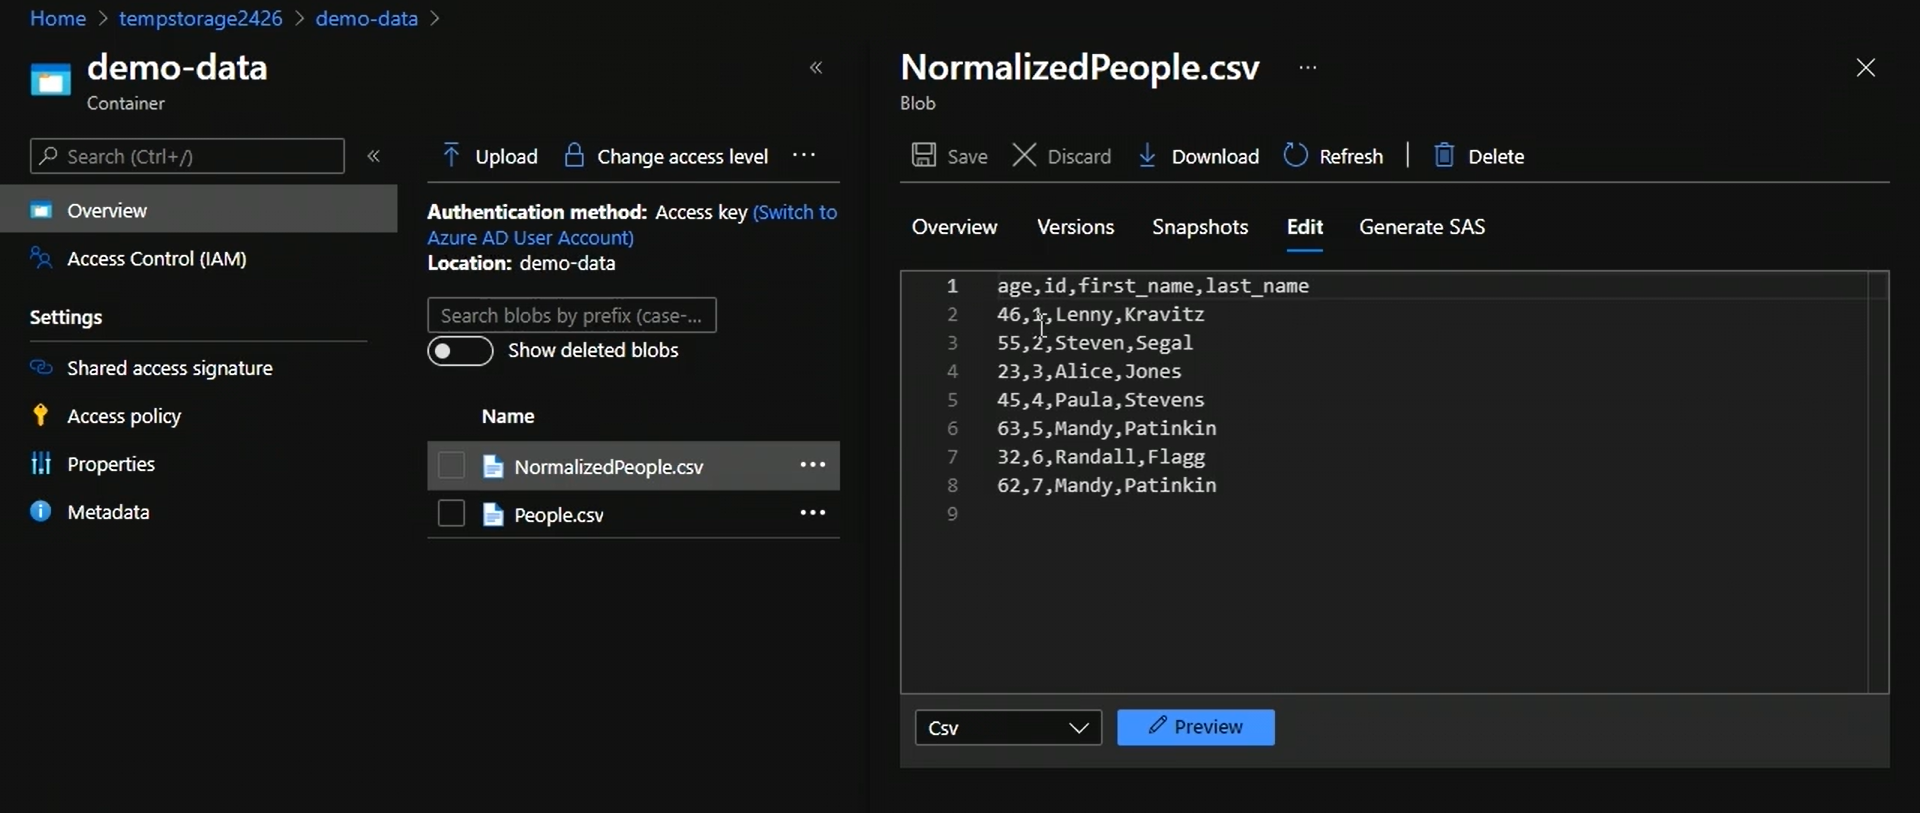 Home > tempstorage2426 > demo-data >
demo-data
Container
«
Search (Ctrl+/)
«
Overview
Access Control (IAM)
Settings
Shared access signature
Access policy
Properties
Metadata
Upload
Change access level
...
Authentication method: Access key (Switch to
Azure AD User Account)
Location: demo-data
Search blobs by prefix (case-...
Show deleted blobs
Name
NormalizedPeople.csv
...
People.csv
...
NormalizedPeople.csv
...
Blob
Save
Discard
Download
Refresh
Delete
Overview
Versions
Snapshots
Edit
Generate SAS
1 age,id,first_name,last_name
2 46,1,Lenny,Kravitz
3 55,2,Steven,Segal
4 23,3,Alice,Jones
5 45,4,Paula,Stevens
6 63,5,Mandy,Patinkin
7 32,6,Randall,Flagg
8 62,7,Mandy,Patinkin
9
Csv
Preview